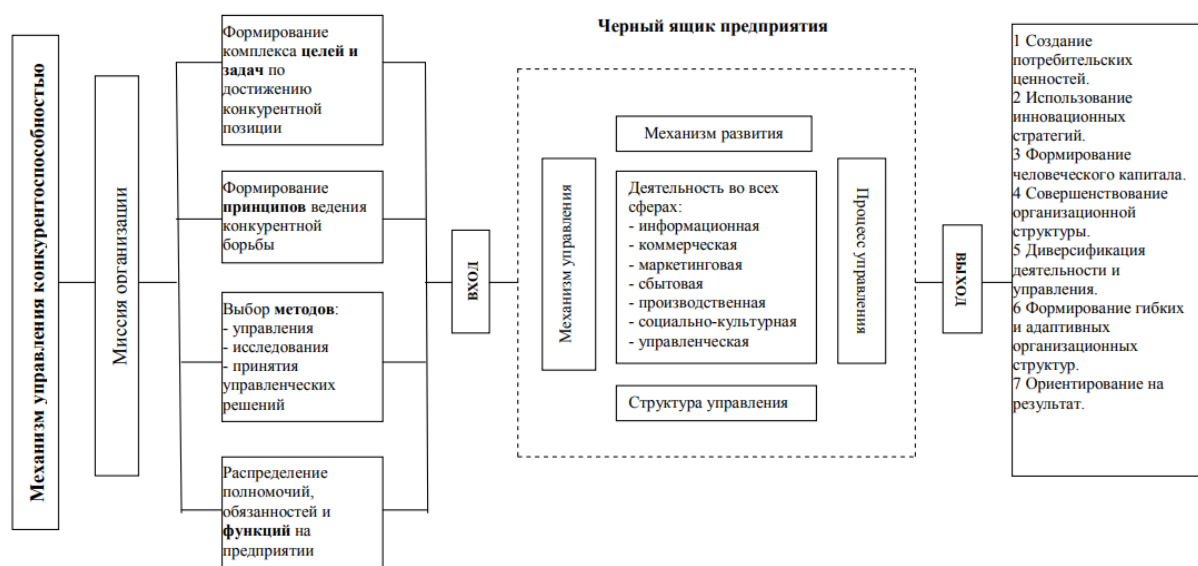 Механизм управления конкурентоспособностью
Миссия организации
Формирование
комплекса целей и
задач по
достижению
конкурентной
позиции
Формирование
принципов ведения
конкурентной
борьбы
Выбор методов:
- управления
- исследования
- принятия
управленческих
решений
Распределение
полномочий,
обязанностей и
функций на
предприятии
ВХОД
Черный ящик предприятия
Механизм развития
Механизм управления
Деятельность во всех
сферах:
- информационная
- коммерческая
- маркетинговая
- сбытовая
- производственная
- социально-культурная
- управленческая
Процесс управления
Структура управления
ВЫХОД
1 Создание
потребительских
ценностей.
2 Использование
инновационных
стратегий.
3 Формирование
человеческого капитала.
4 Совершенствование
организационной
структуры.
5 Диверсификация
деятельности и
управления.
6 Формирование гибких
и адаптивных
организационных
структур.
7 Ориентирование на
результат.